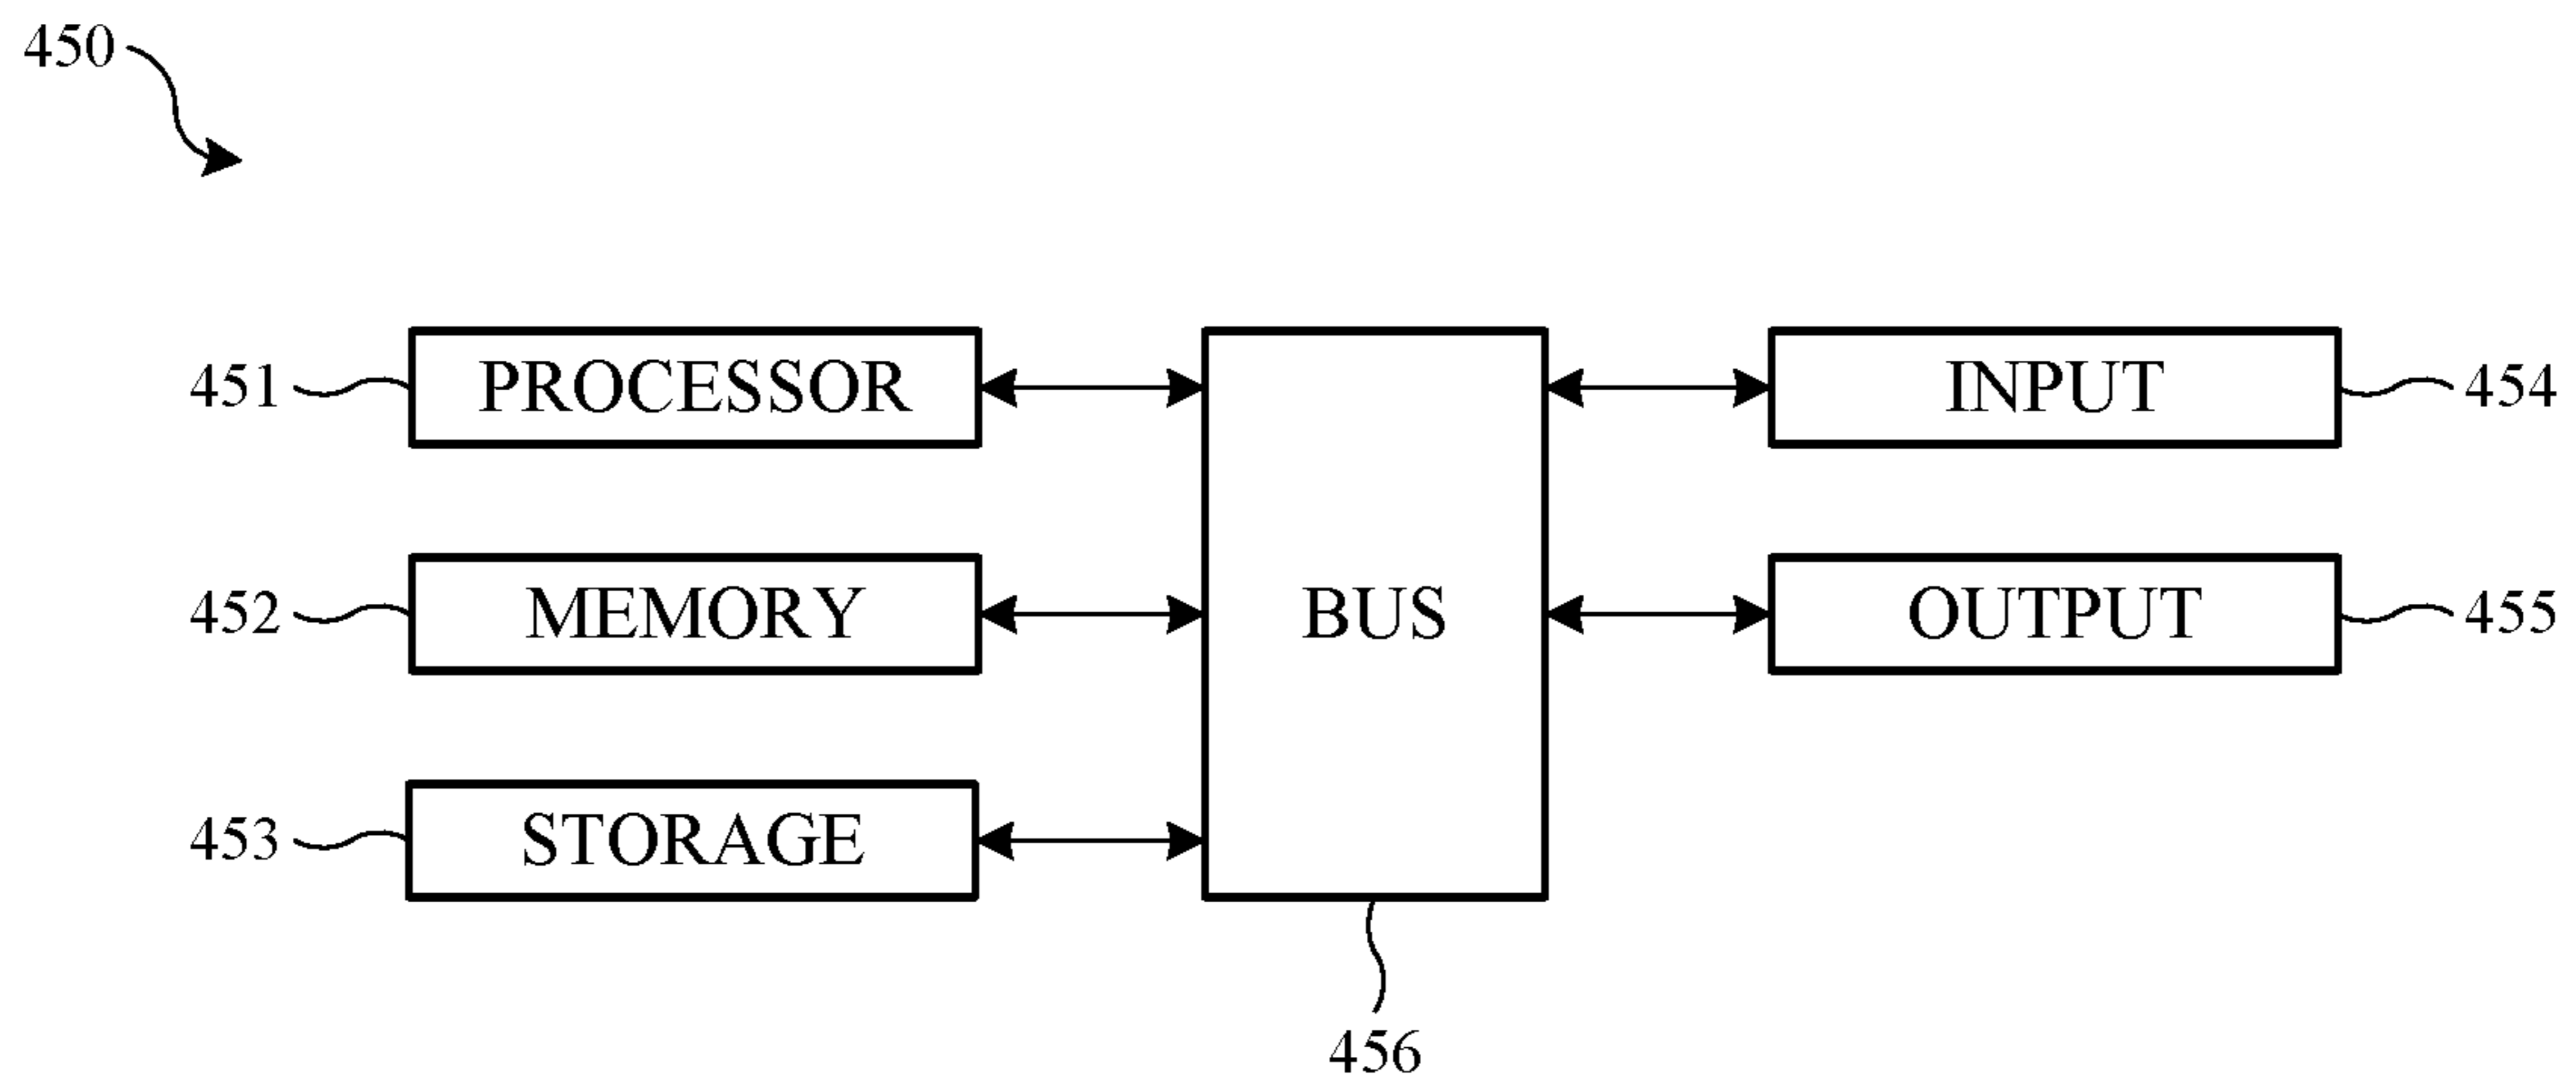 450
451 PROCESSOR
INPUT 454
452 MEMORY
BUS
OUTPUT 455
453 STORAGE
456